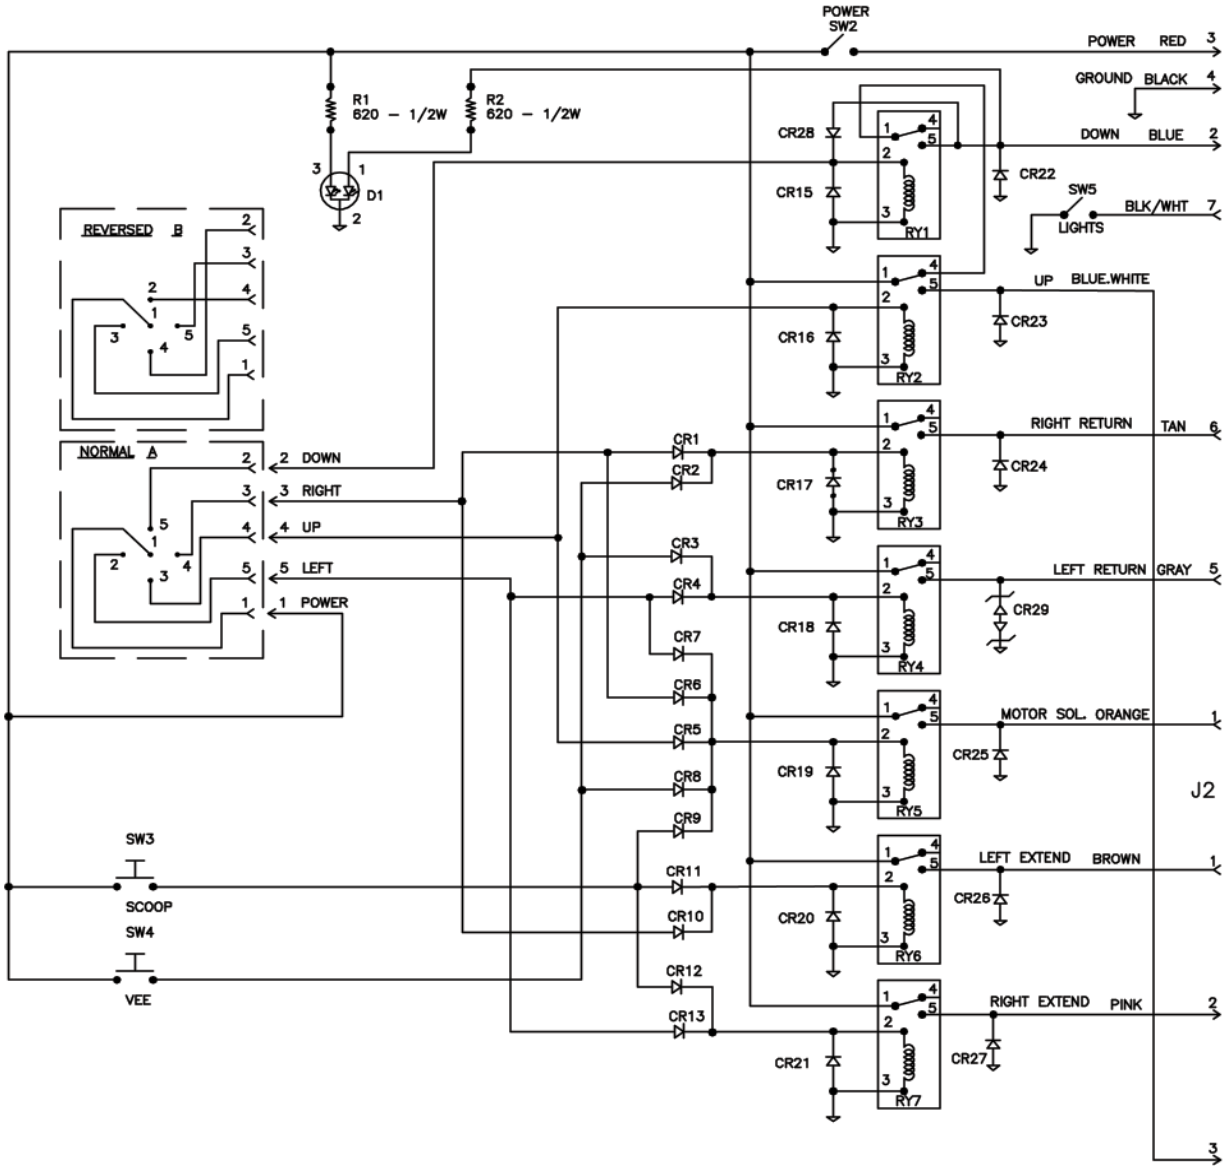 POWER
SW2
POWER RED 3
GROUND BLACK 4
R1
620 - 1/2W
R2
620 - 1/2W
CR28
1 4
5
DOWN BLUE 2
2
3 1
D1
2
CR15
CR22
3
RY1
SW5
BLK/WHT 7
LIGHTS
REVERSED B
2
3
2 4
1
3 5
4
5
1
1 4
5
UP BLUE.WHITE
2
CR16
CR23
3
RY2
NORMAL A
2 2 DOWN
3 3 RIGHT
5
4 4 UP
1
2 4
3
5 5 LEFT
1 1 POWER
1 4
5
RIGHT RETURN TAN 6
CR1
2
CR2
CR17
CR24
3
RY3
CR3
1 4
5
LEFT RETURN GRAY 5
CR4
2
CR29
CR18
CR7
3
RY4
CR6
1 4
5
MOTOR SOL. ORANGE 1
CR5
2
CR25
CR19
CR8
3
RY5
J2
CR9
SW3
SCOOP
1 4
5
LEFT EXTEND BROWN 1
CR11
2
CR26
CR10
CR20
3
RY6
SW4
VEE
CR12
1 4
5
RIGHT EXTEND PINK 2
CR13
2
CR21
CR27
3
RY7
3